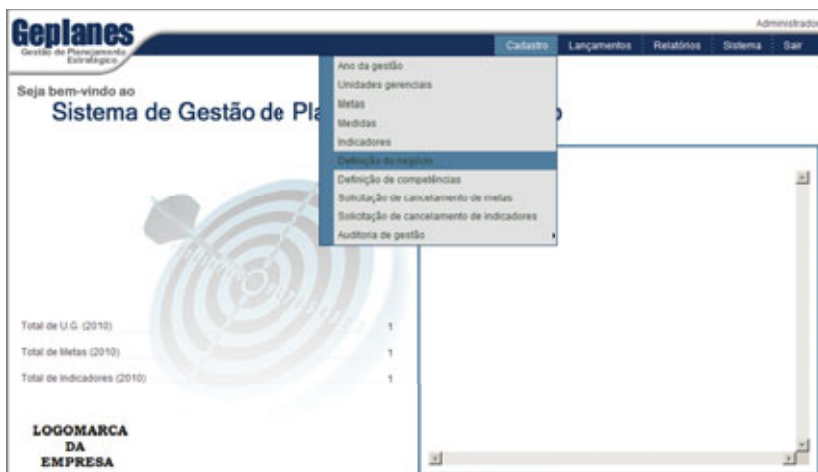 Geplanes
Gestão de Planejamento
Estratégico
Administrador
Cadastro Lançamentos Relatórios Sistema Sair
Seja bem-vindo ao
Sistema de Gestão de Pla o
Ano da gestão
Unidades gerenciais
Metas
Medidas
Indicadores
Definição do negócio
Definição de competências
Solicitação de cancelamento de metas
Solicitação de cancelamento de indicadores
Auditoria de gestão
Total de U.G. (2010) 1
Total de Metas (2010) 1
Total de Indicadores (2010) 1
LOGOMARCA
DA
EMPRESA